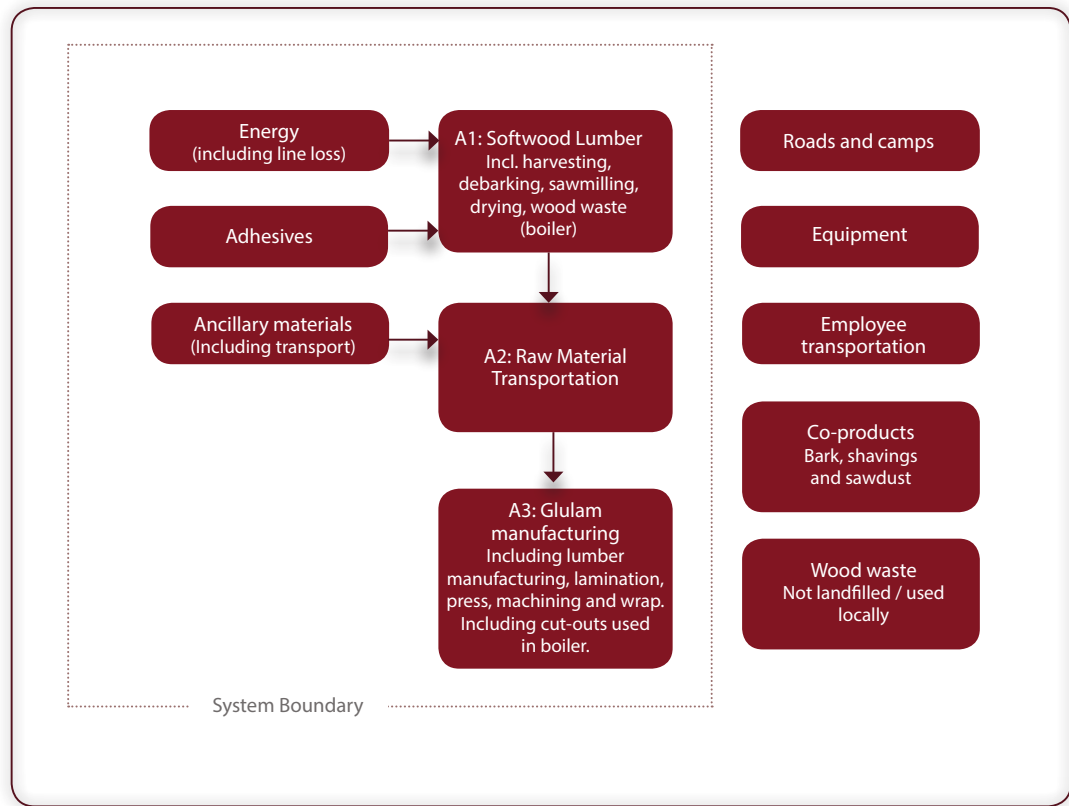 Energy
(including line loss)
Adhesives
Ancillary materials
(Including transport)
A1: Softwood Lumber
Incl. harvesting,
debarking, sawmilling,
drying, wood waste
(boiler)
A2: Raw Material
Transportation
A3: Glulam
manufacturing
Including lumber
manufacturing, lamination,
press, machining and wrap.
Including cut-outs used
in boiler.
System Boundary
Roads and camps
Equipment
Employee
transportation
Co-products
Bark, shavings
and sawdust
Wood waste
Not landfilled / used
locally